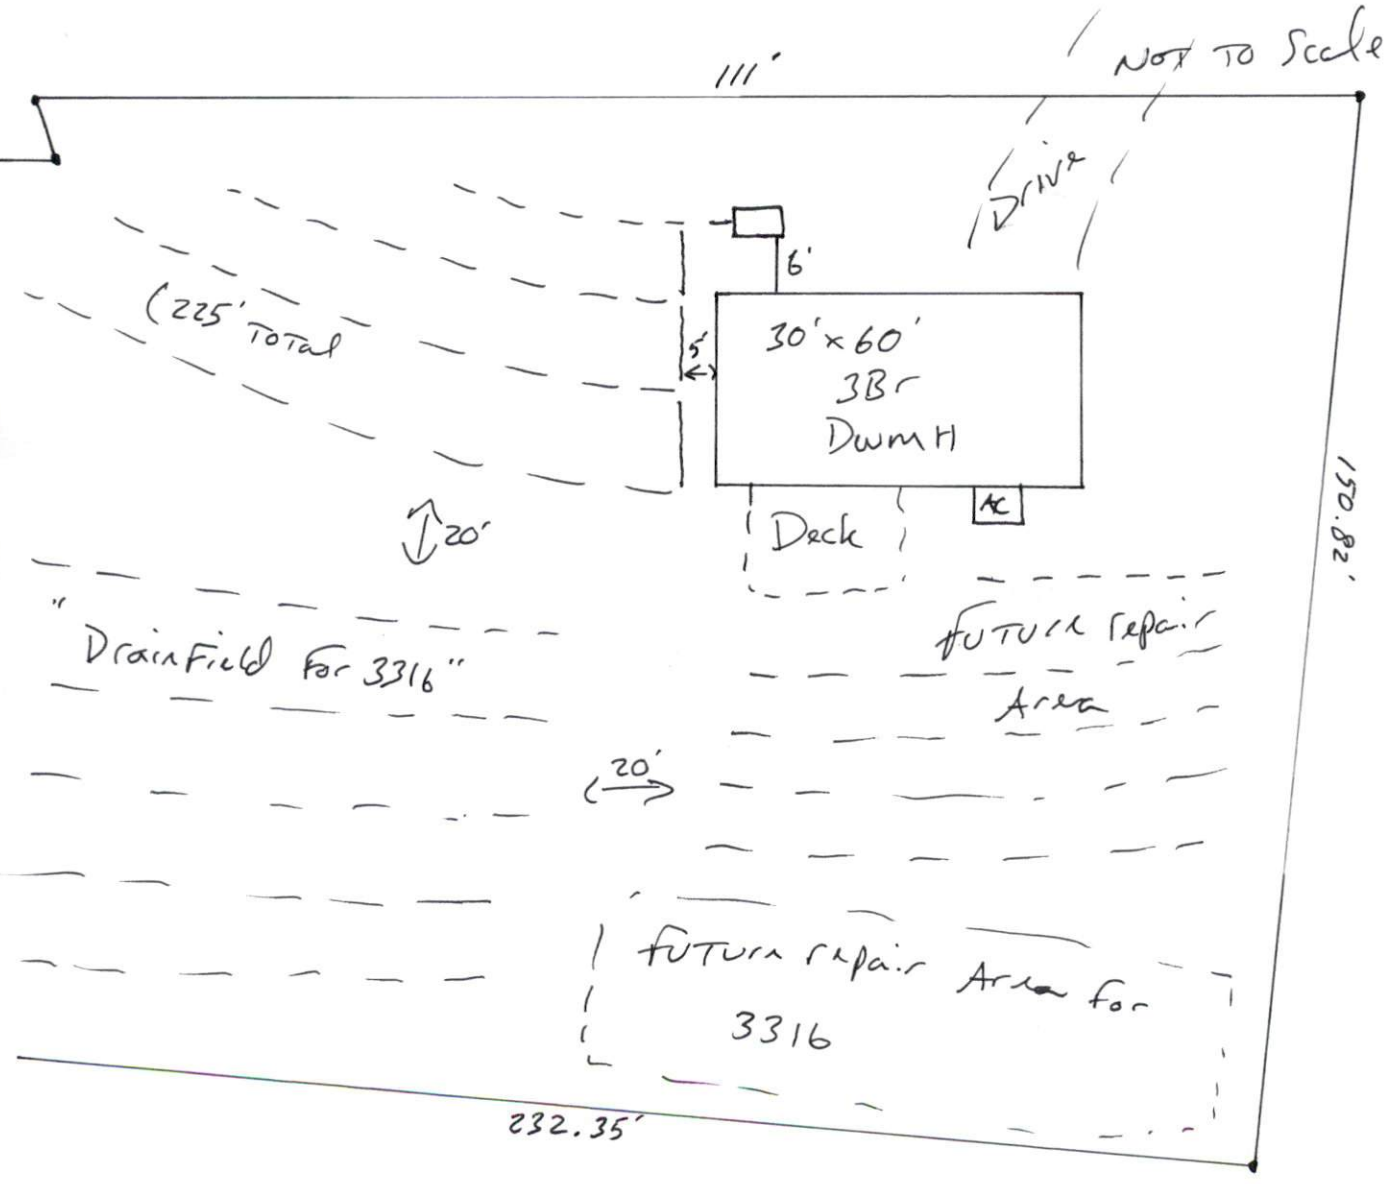 111'
NOT TO Scale
Drive
6'
(225' TOTal
5'
30' x 60'
3Br
DwmH
AC
Deck
150.82'
20'
"DrainField For 3316"
FUTUre repair
Area
20'
FUTUre repair Area For
3316
232.35'